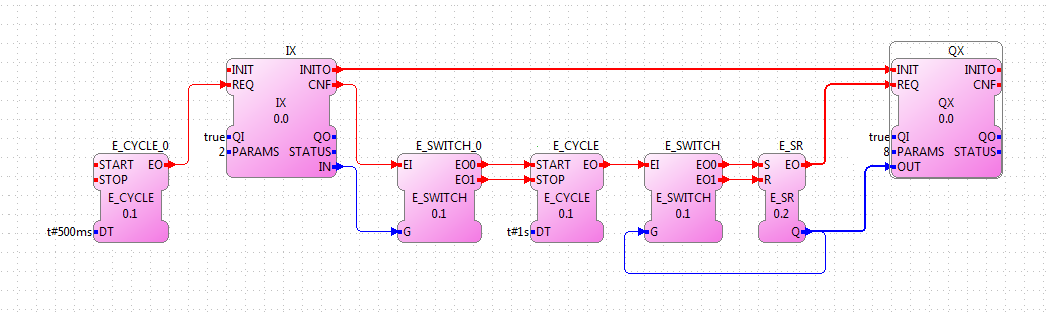 IX
INIT INITO
REQ CNF
IX
0.0
true QI QO
2 PARAMS STATUS
IN
E_CYCLE_0
START EO
STOP
E_CYCLE
0.1
t#500ms DT
E_SWITCH_0
EI EO0
EO1
E_SWITCH
0.1
G
E_CYCLE
START EO
STOP
E_CYCLE
0.1
t#1s DT
E_SWITCH
EI EO0
EO1
E_SWITCH
0.1
G
E_SR
S EO
R
E_SR
0.2
Q
QX
INIT INITO
REQ CNF
QX
0.0
true QI QO
8 PARAMS STATUS
OUT